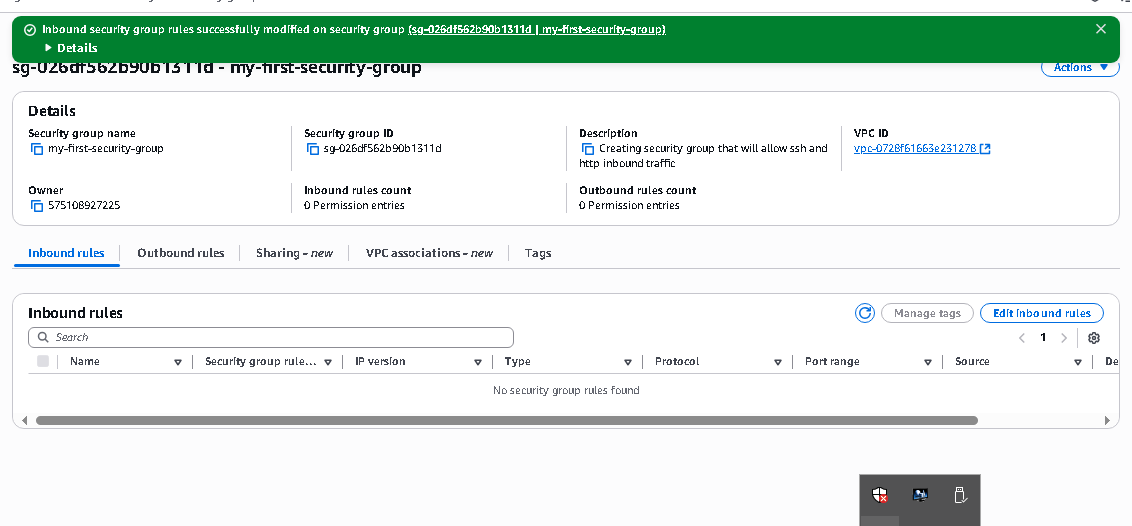 Inbound security group rules successfully modified on security group (sg-026df562b90b1311d | my-first-security-group)
Details
sg-026df562b90b1311d - my-first-security-group
Actions
Details
Security group name
my-first-security-group
Security group ID
sg-026df562b90b1311d
Description
Creating security group that will allow ssh and
http inbound traffic
VPC ID
vpc-0728f61663e231278
Owner
575108927225
Inbound rules count
0 Permission entries
Outbound rules count
0 Permission entries
Inbound rules
Outbound rules
Sharing - new
VPC associations - new
Tags
Inbound rules
Manage tags
Edit inbound rules
Search
1
Name
Security group rule...
IP version
Type
Protocol
Port range
Source
De
No security group rules found